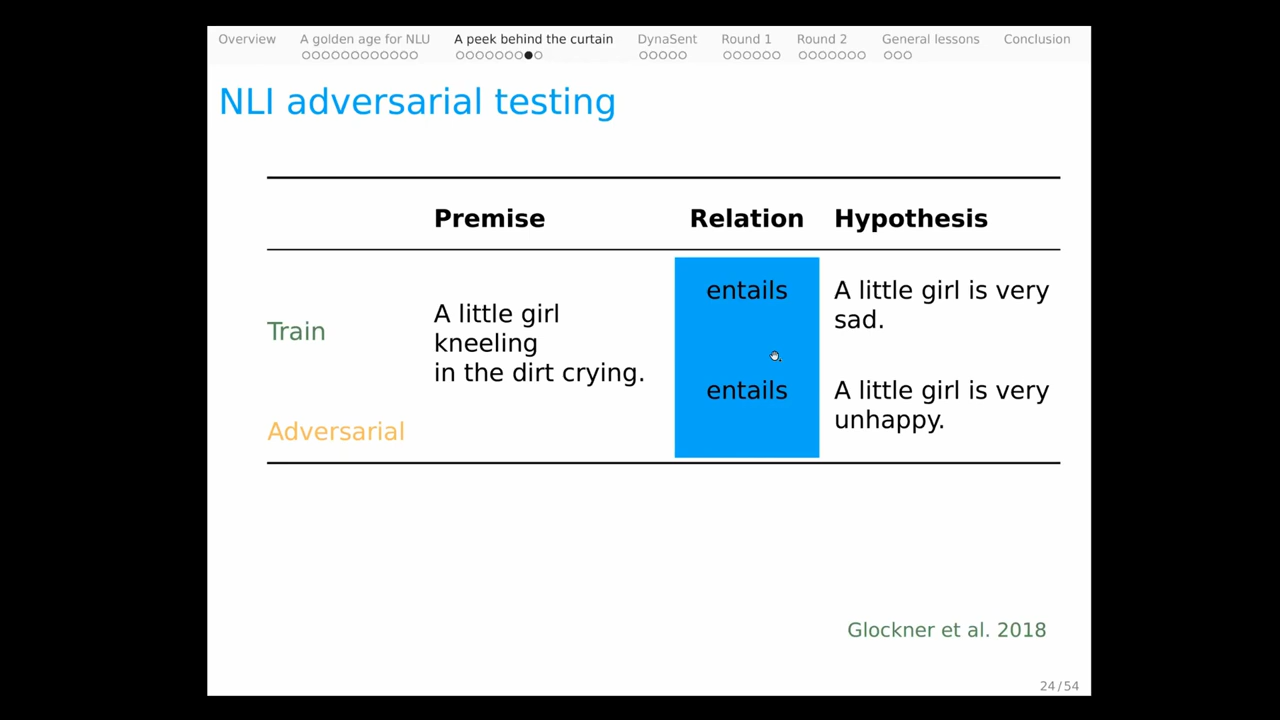 Overview A golden age for NLU A peek behind the curtain DynaSent Round 1 Round 2 General lessons Conclusion
NLI adversarial testing
Premise Relation Hypothesis
Train
A little girl
kneeling
in the dirt crying.
entails
A little girl is very
sad.
Adversarial
entails
A little girl is very
unhappy.
Glockner et al. 2018
24/54